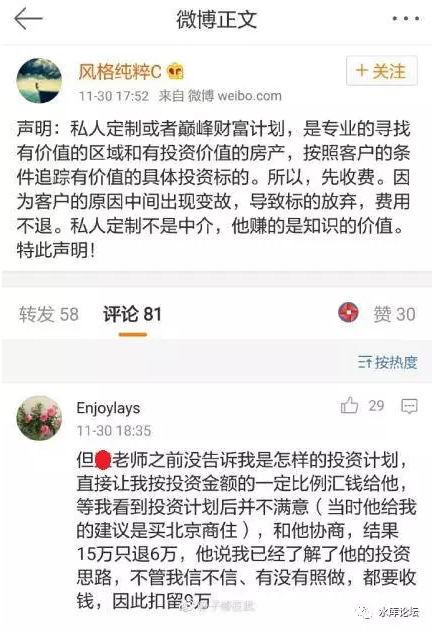 微博正文
风格纯粹C
+关注
11-30 17:52 来自 微博 weibo.com
声明：私人定制或者巅峰财富计划，是专业的寻找
有价值的区域和有投资价值的房产，按照客户的条
件追踪有价值的具体投资标的。所以，先收费。因
为客户的原因中间出现变故，导致标的放弃，费用
不退。私人定制不是中介，他赚的是知识的价值。
特此声明！
转发 58 评论 81 赞 30
按热度
Enjoylays
29
11-30 18:35
但老师之前没告诉我是怎样的投资计划，
直接让我按投资金额的一定比例汇钱给他，
等我看到投资计划后并不满意（当时他给我
的建议是买北京商住），和他协商，结果
15万只退6万，他说我已经了解了他的投资
思路，不管我信不信、有没有照做，都要收
钱，因此扣留9万。
水库论坛